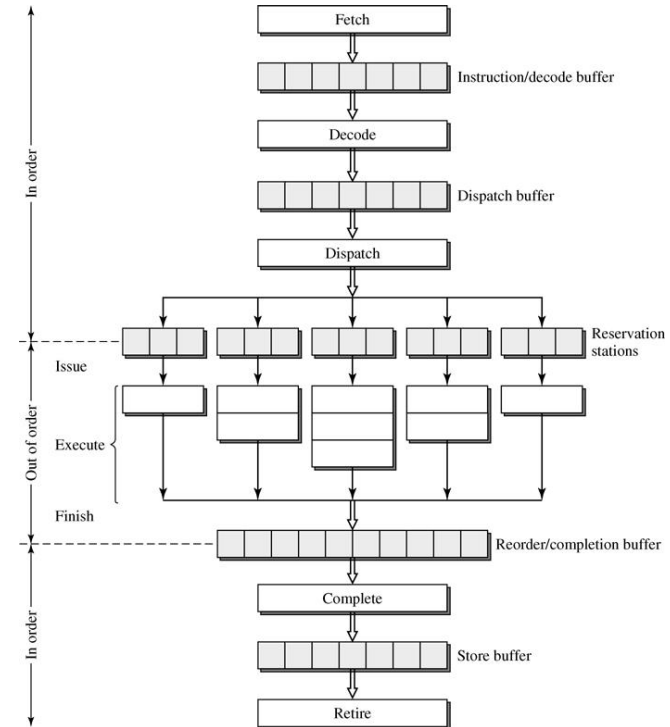 Fetch
Instruction/decode buffer
Decode
In order
Dispatch buffer
Dispatch
Reservation
stations
Issue
Out of order
Execute
Finish
Reorder/completion buffer
Complete
In order
Store buffer
Retire